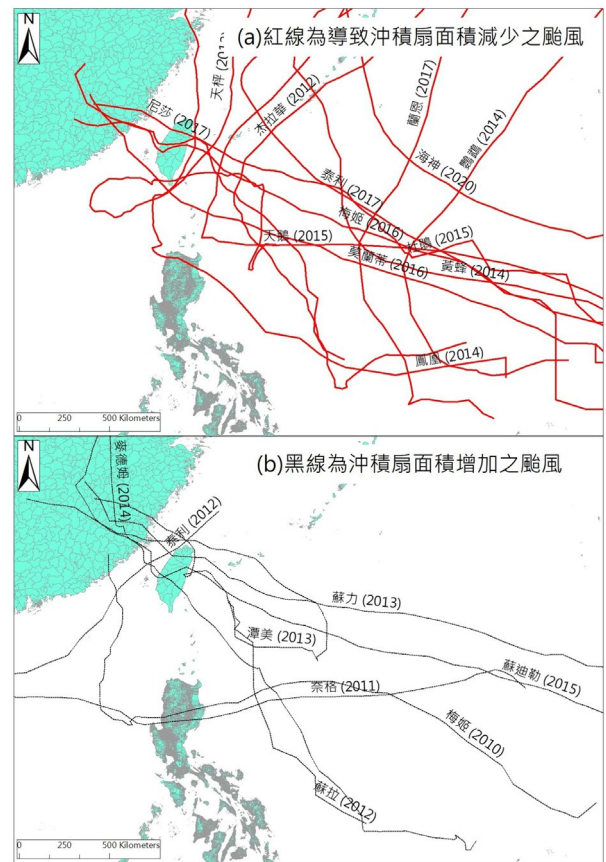 (a)紅線為導致沖積扇面積減少之颱風
N
天秤 (201
杰拉華(2012)
蘭恩(2017)
鸚鵡(2014)
尼莎(2017)
海神(2020)
泰利(2017)
梅姬(2016)
天鵝 (2015)
杜鵑(2015)
莫蘭蒂(2016)
黃蜂(2014)
鳳凰(2014)
0 250 500 Kilometers
(b)黑線為沖積扇面積增加之颱風
N
麥德姆(2014)
泰利(2012)
蘇力(2013)
潭美(2013)
蘇迪勒(2015)
奈格(2011)
梅姬(2010)
蘇拉(2012)
0 250 500 Kilometers